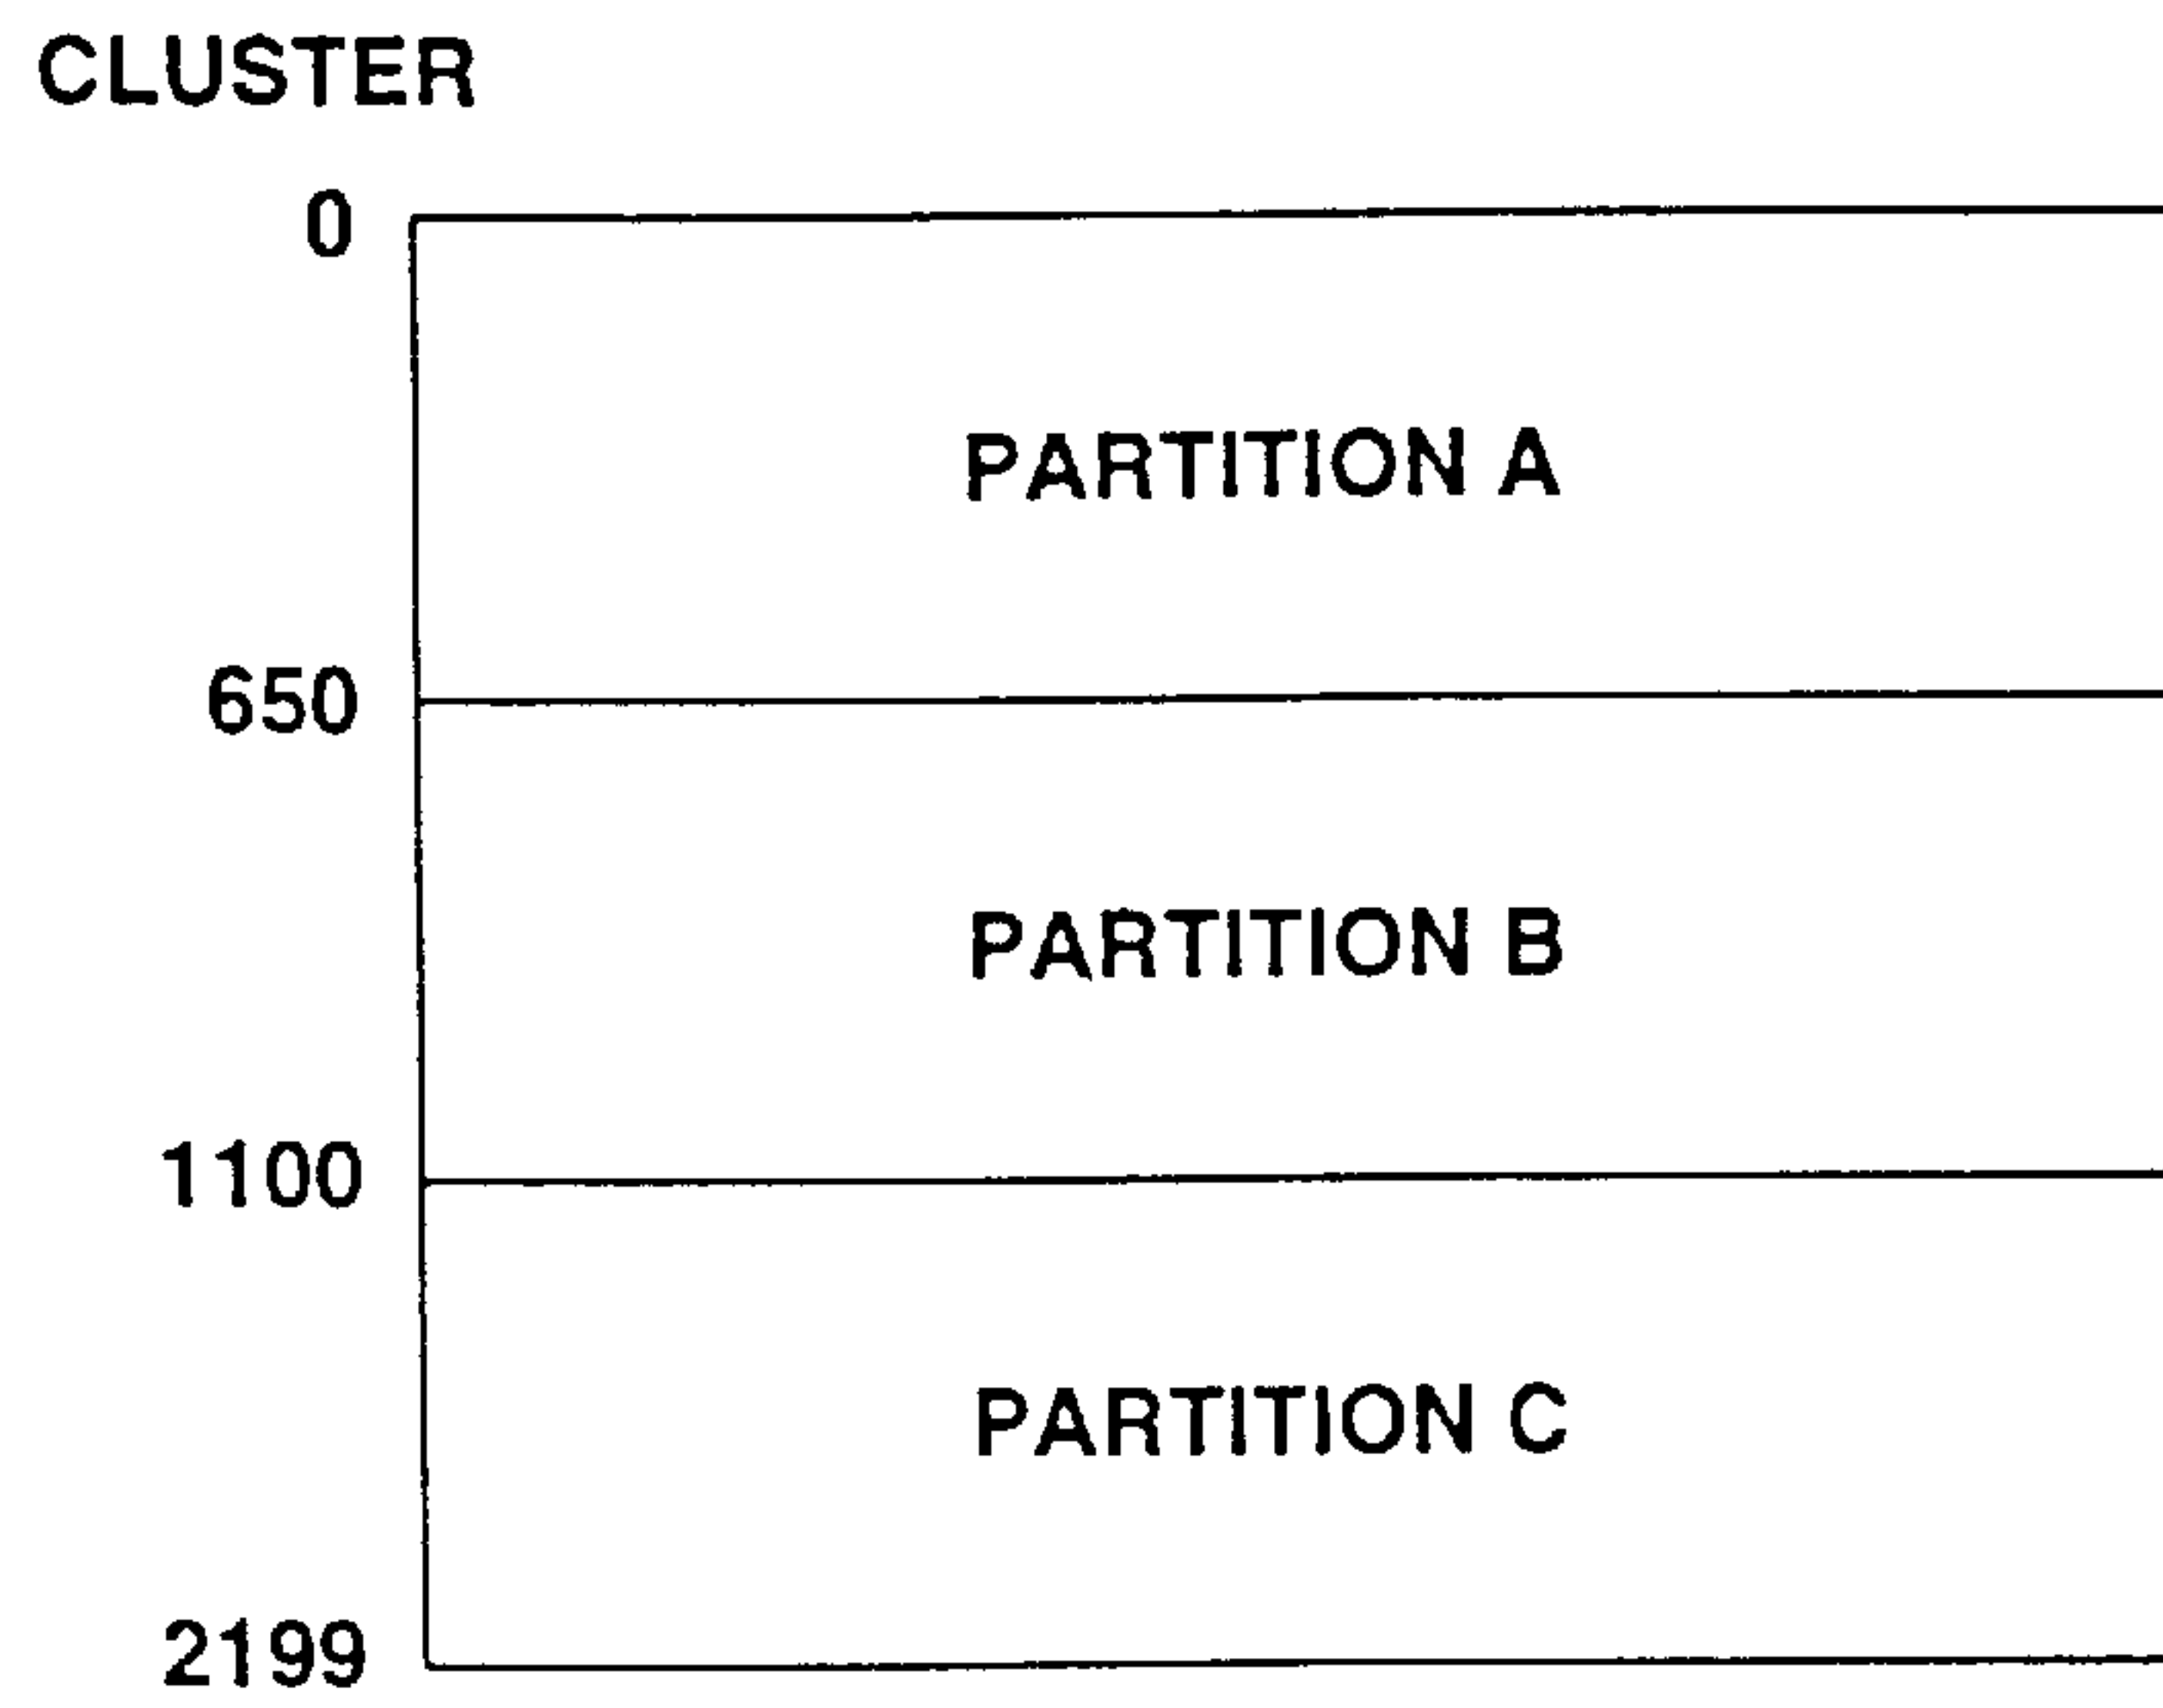 CLUSTER
0
PARTITION A
650
PARTITION B
1100
PARTITION C
2199